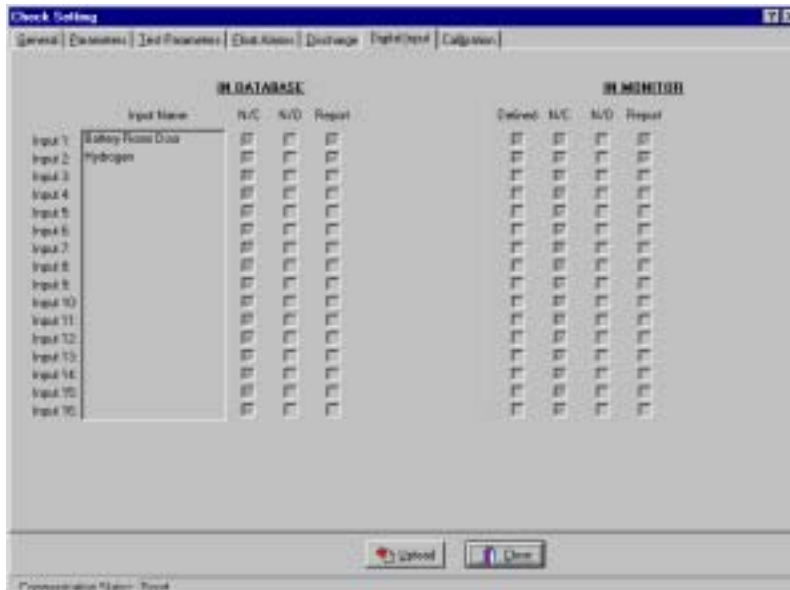 Check Setting
General Parameters Test Parameters Float Alarms Discharge Digital Input Calibration
IN DATABASE IN MONITOR
Input Name N/C N/O Report Defined N/C N/O Report
Input 1: Battery Room Door
Input 2: Hydrogen
Input 3:
Input 4:
Input 5:
Input 6:
Input 7:
Input 8:
Input 9:
Input 10:
Input 11:
Input 12:
Input 13:
Input 14:
Input 15:
Input 16:
Upload Close
Communication Status: